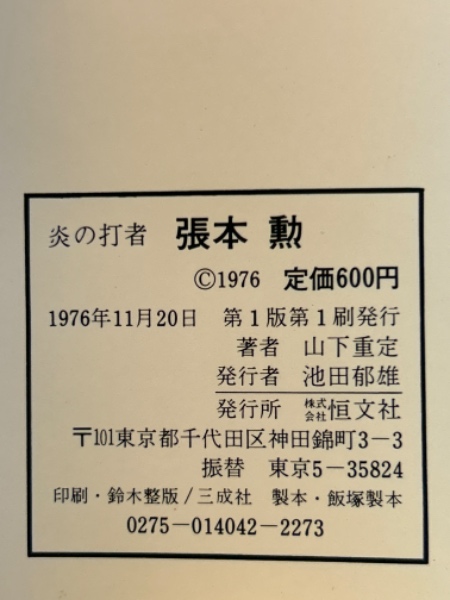 炎の打者 張本 勲
©1976 定価600円
1976年11月20日 第1版第1刷発行
著者 山下重定
発行者 池田郁雄
発行所 株式会社恒文社
〒101東京都千代田区神田錦町3-3
振替 東京5-35824
印刷・鈴木整版/三成社 製本・飯塚製本
0275-014042-2273